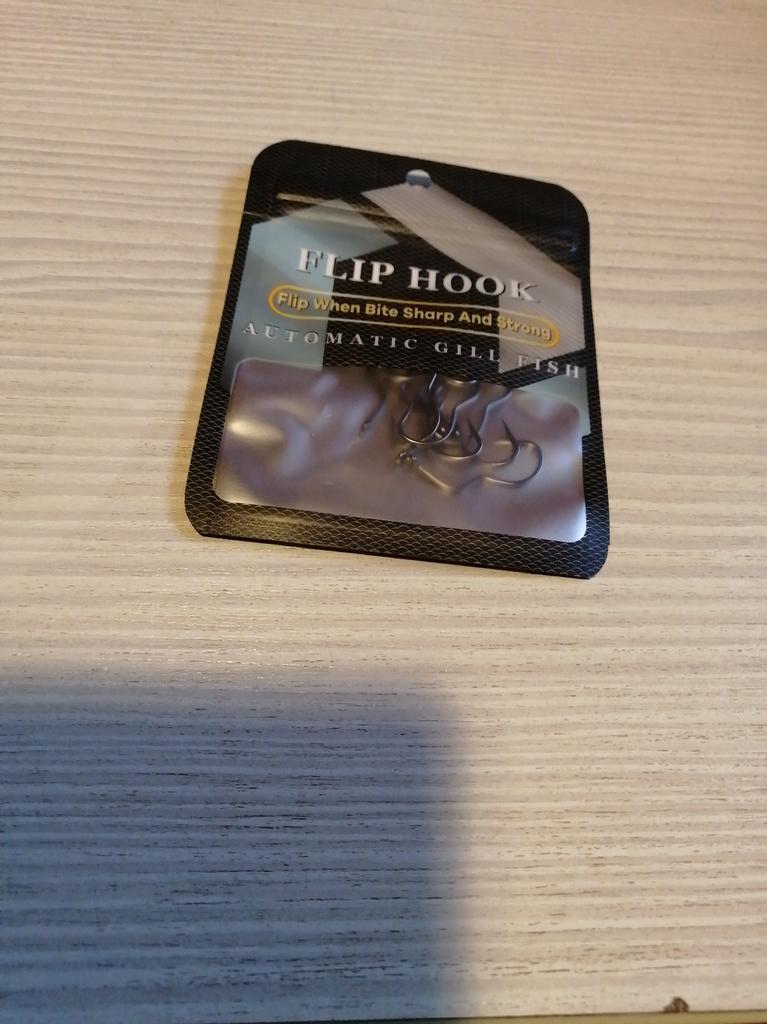 FLIP HOOK
Flip When Bite Sharp And Strong
AUTOMATIC GILL FISH